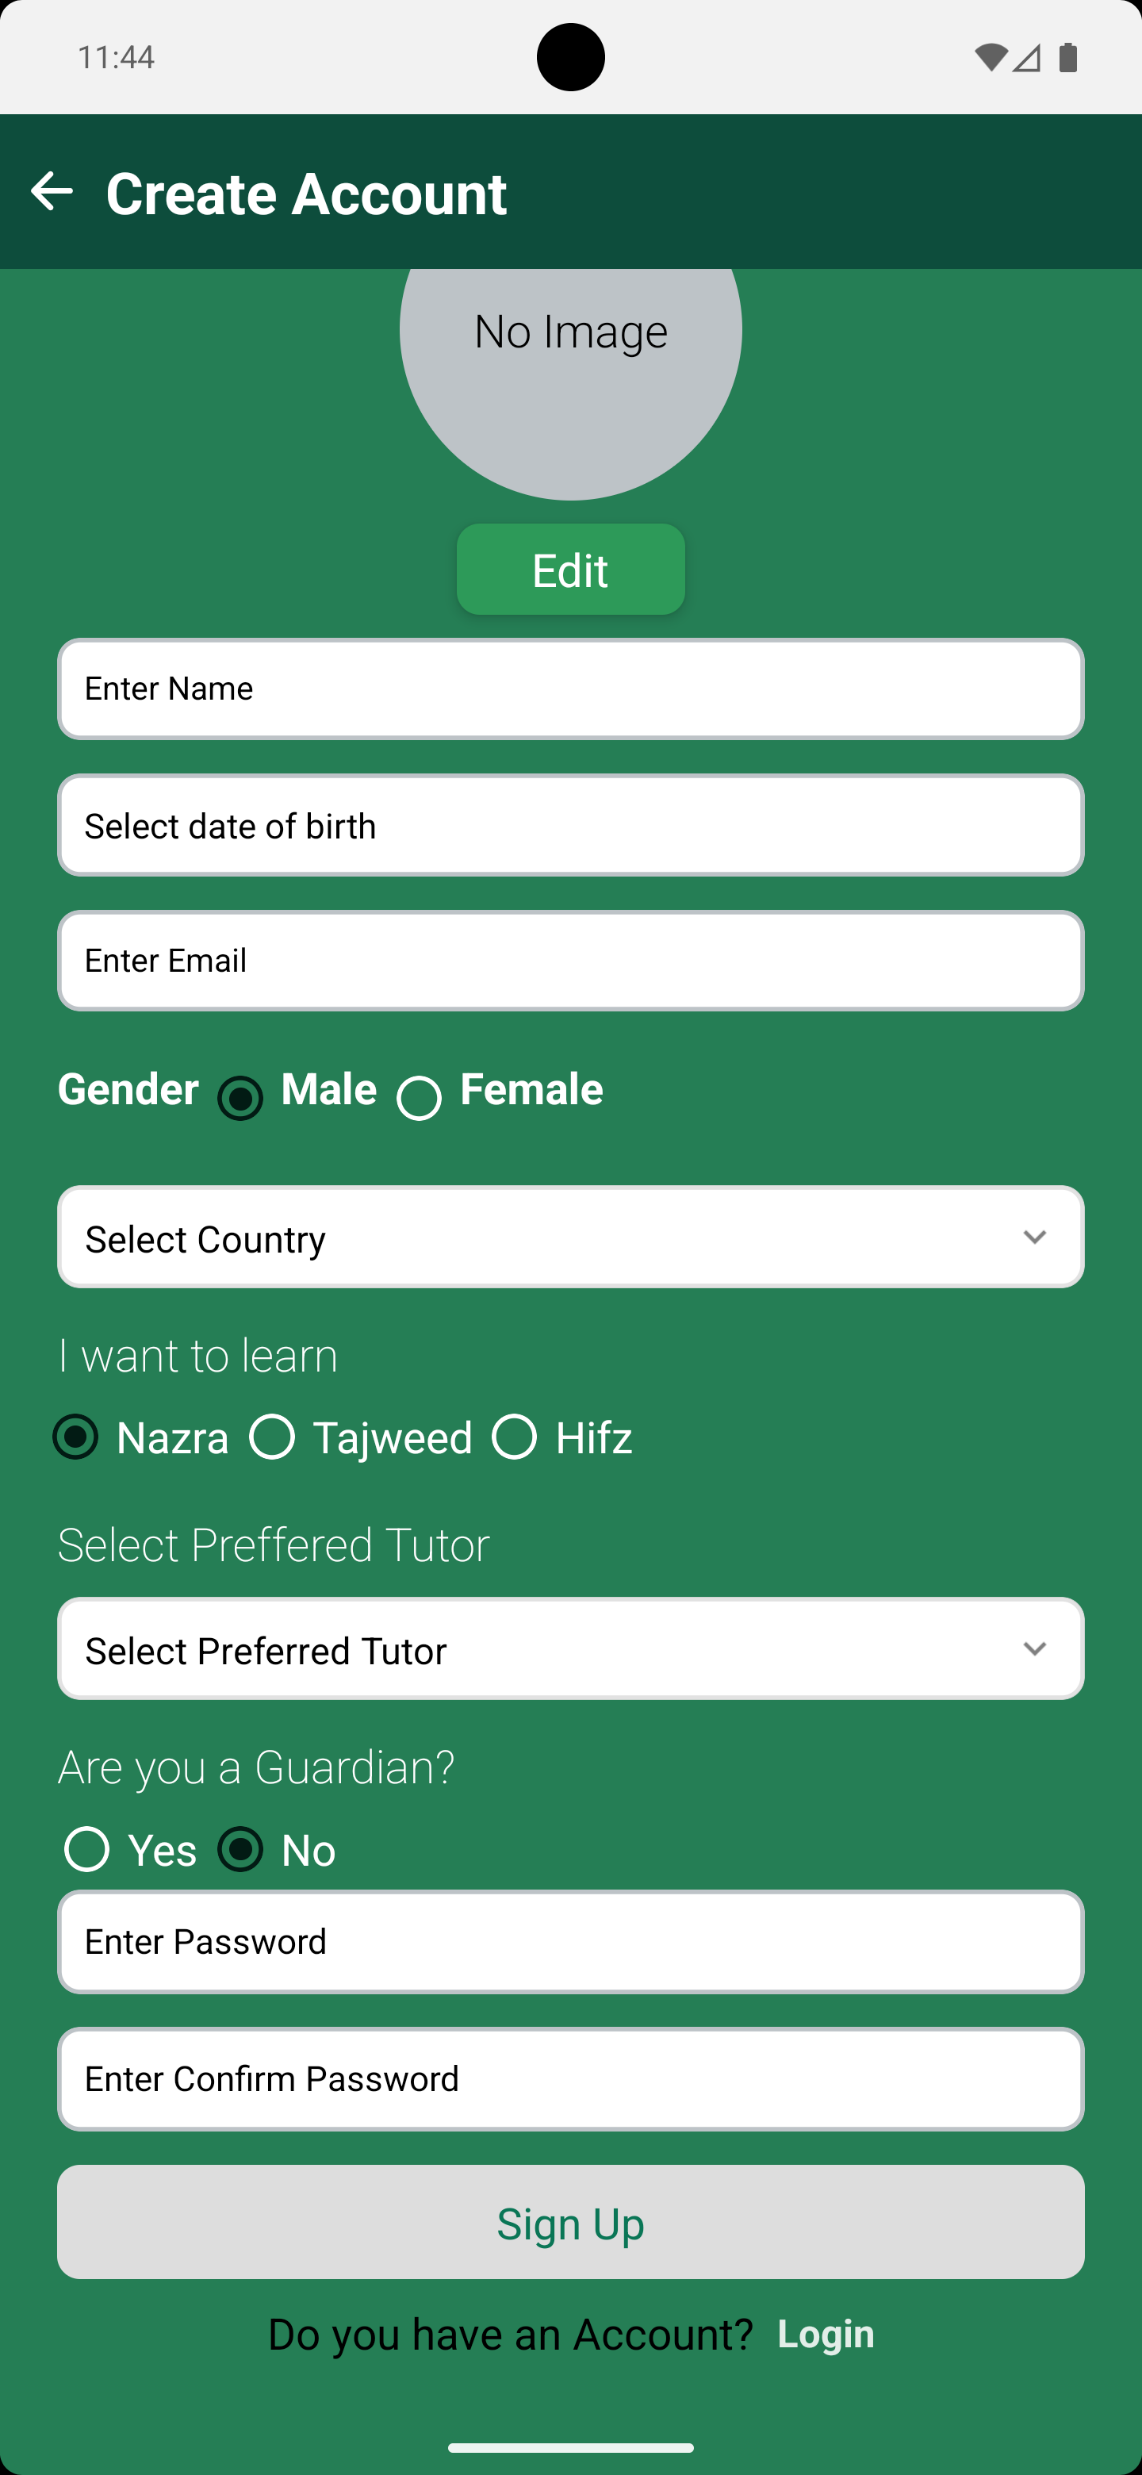 11:44
Create Account
No Image
Edit
Enter Name
Select date of birth
Enter Email
Gender Male Female
Select Country
I want to learn
Nazra Tajweed Hifz
Select Preffered Tutor
Select Preferred Tutor
Are you a Guardian?
Yes No
Enter Password
Enter Confirm Password
Sign Up
Do you have an Account? Login